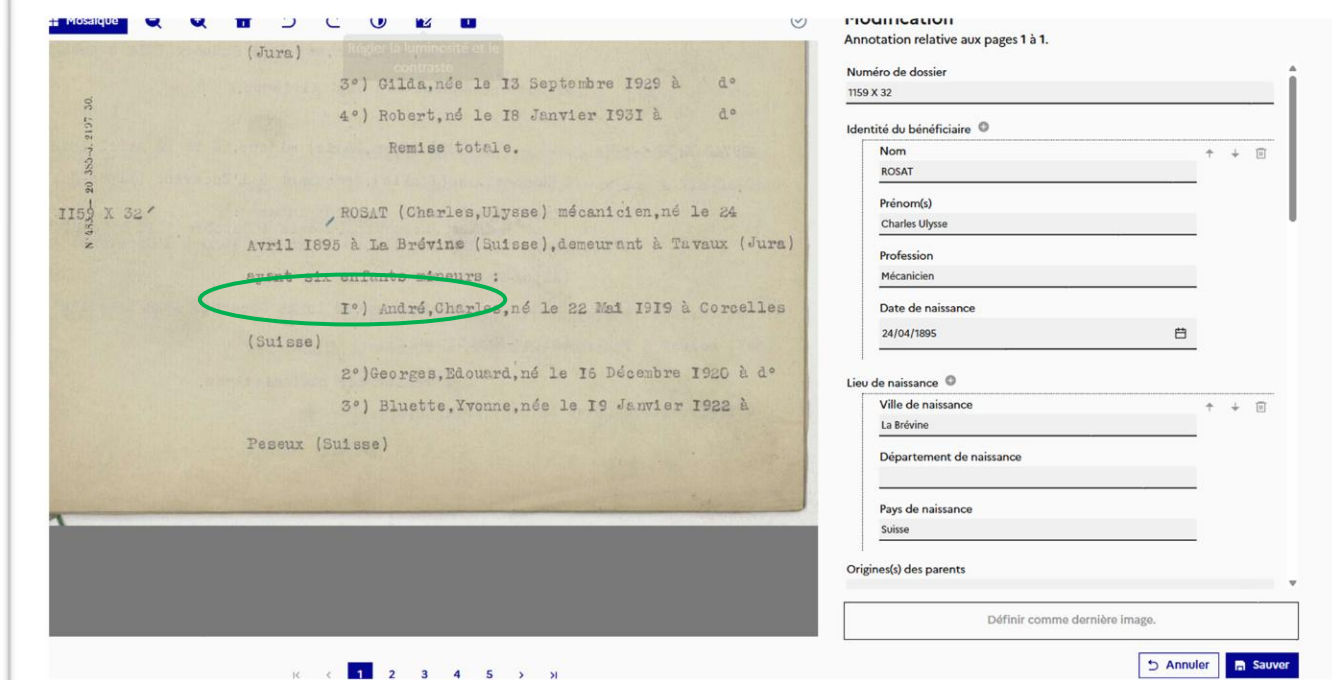 Mosaïque
Régler la luminosité et le
contraste
(Jura)
3°) Gilda,née le I3 Septembre I929 à d°
4°) Robert,né le I8 Janvier I93I à d°
Remise totale.
II59 X 32
ROSAT (Charles,Ulysse) mécanicien,né le 24
Avril I895 à La Brévine (Suisse),demeurant à Tavaux (Jura)
ayant six enfants mineurs :
I°) André,Charles,né le 22 Mai I9I9 à Corcelles
(Suisse)
2°)Georges,Edouard,né le I6 Décembre I920 à d°
3°) Bluette,Yvonne,née le I9 Janvier I922 à
Peseux (Suisse)
1 2 3 4 5
Modification
Annotation relative aux pages 1 à 1.
Numéro de dossier
1159 X 32
Identité du bénéficiaire
Nom
ROSAT
Prénom(s)
Charles Ulysse
Profession
Mécanicien
Date de naissance
24/04/1895
Lieu de naissance
Ville de naissance
La Brévine
Département de naissance
Pays de naissance
Suisse
Origines(s) des parents
Définir comme dernière image.
Annuler
Sauver